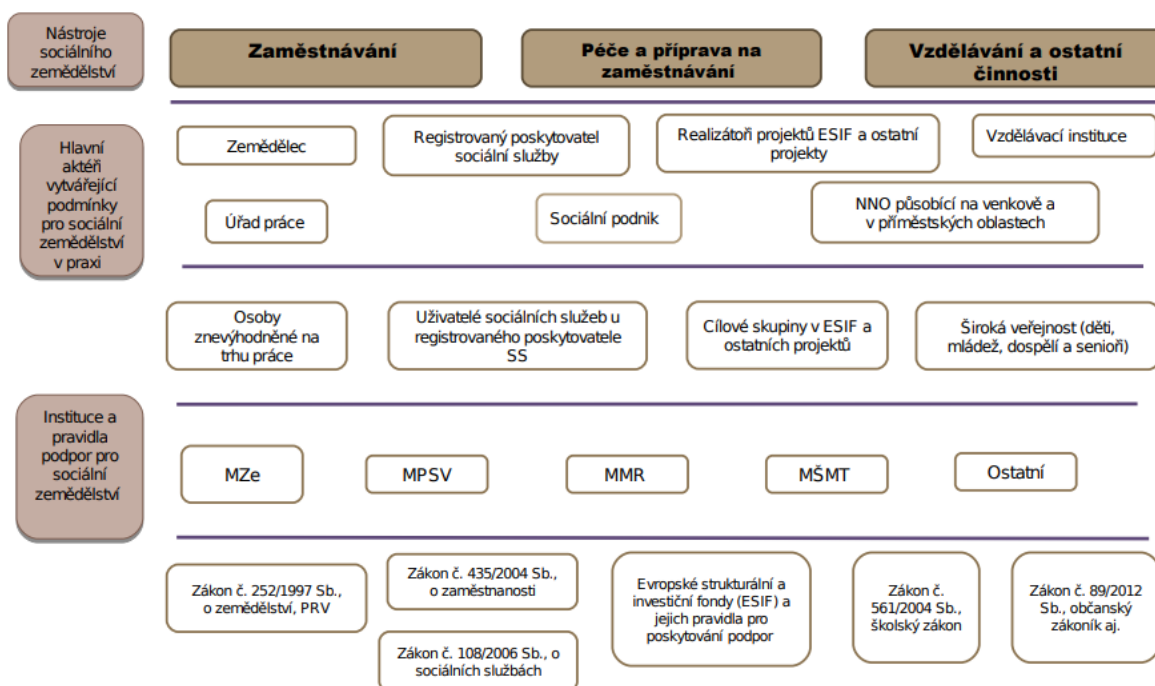 Nástroje
sociálního
zemědělství
Zaměstnávání
Péče a příprava na
zaměstnávání
Vzdělávání a ostatní
činnosti
Hlavní
aktéři
vytvářející
podmínky
pro sociální
zemědělství
v praxi
Zemědělec
Registrovaný poskytovatel
sociální služby
Realizátoři projektů ESIF a ostatní
projekty
Vzdělávací instituce
Úřad práce
Sociální podnik
NNO působící na venkově a
v příměstských oblastech
Osoby
znevýhodněné na
trhu práce
Uživatelé sociálních služeb u
registrovaného poskytovatele
SS
Cílové skupiny v ESIF a
ostatních projektů
Široká veřejnost (děti,
mládež, dospělí a senioři)
Instituce a
pravidla
podpor pro
sociální
zemědělství
MZe
MPSV
MMR
MŠMT
Ostatní
Zákon č. 252/1997 Sb.,
o zemědělství, PRV
Zákon č. 435/2004 Sb.,
o zaměstnanosti
Zákon č. 108/2006 Sb., o
sociálních službách
Evropské strukturální a
investiční fondy (ESIF) a
jejich pravidla pro
poskytování podpor
Zákon č.
561/2004 Sb.,
školský zákon
Zákon č. 89/2012
Sb., občanský
zákoník aj.